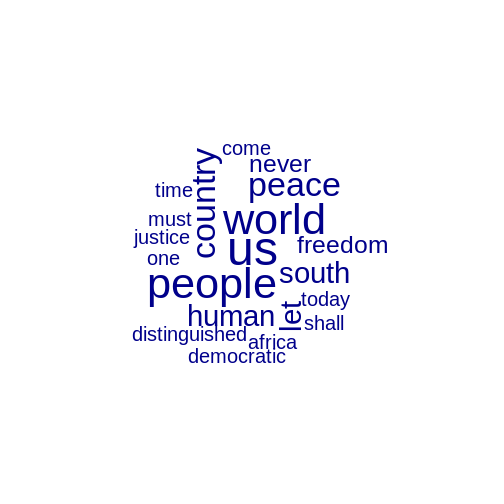 come
never
country
time
peace
must
world
justice
us
freedom
one
south
people
today
human
let
shall
distinguished
africa
democratic